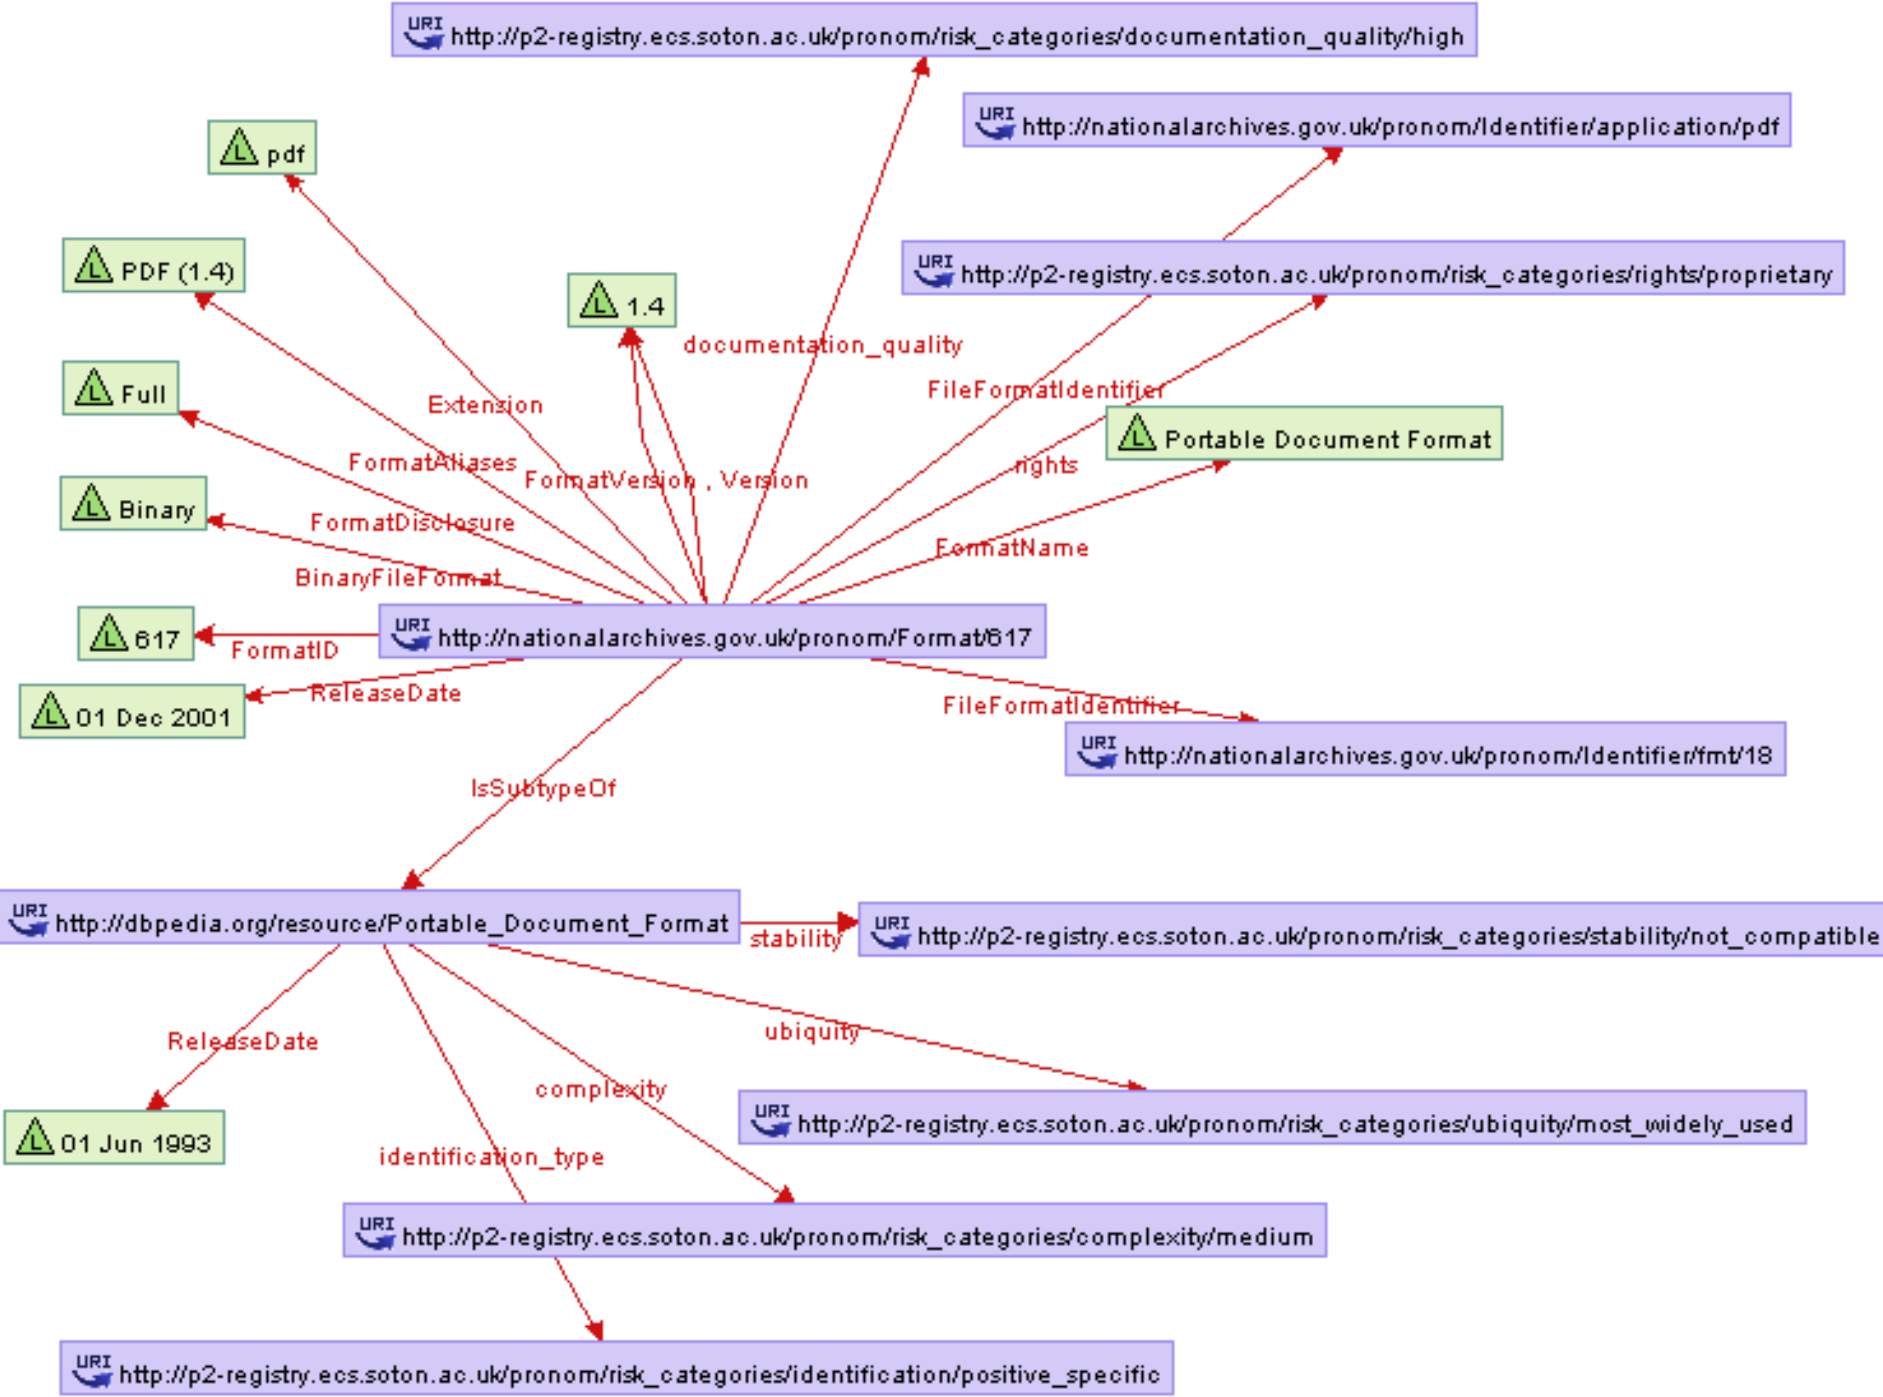 URI http://p2-registry.ecs.soton.ac.uk/pronom/risk_categories/documentation_quality/high
URI http://nationalarchives.gov.uk/pronom/Identifier/application/pdf
L pdf
L PDF (1.4)
URI http://p2-registry.ecs.soton.ac.uk/pronom/risk_categories/rights/proprietary
L 1.4
documentation_quality
L Full
FileFormatIdentifier
Extension
L Portable Document Format
FormatAliases
rights
FormatVersion , Version
L Binary
FormatDisclosure
FormatName
BinaryFileFormat
L 617
URI http://nationalarchives.gov.uk/pronom/Format/617
FormatID
ReleaseDate
L 01 Dec 2001
FileFormatIdentifier
URI http://nationalarchives.gov.uk/pronom/Identifier/fmt/18
IsSubtypeOf
URI http://dbpedia.org/resource/Portable_Document_Format
stability
URI http://p2-registry.ecs.soton.ac.uk/pronom/risk_categories/stability/not_compatible
ubiquity
ReleaseDate
complexity
URI http://p2-registry.ecs.soton.ac.uk/pronom/risk_categories/ubiquity/most_widely_used
L 01 Jun 1993
identification_type
URI http://p2-registry.ecs.soton.ac.uk/pronom/risk_categories/complexity/medium
URI http://p2-registry.ecs.soton.ac.uk/pronom/risk_categories/identification/positive_specific